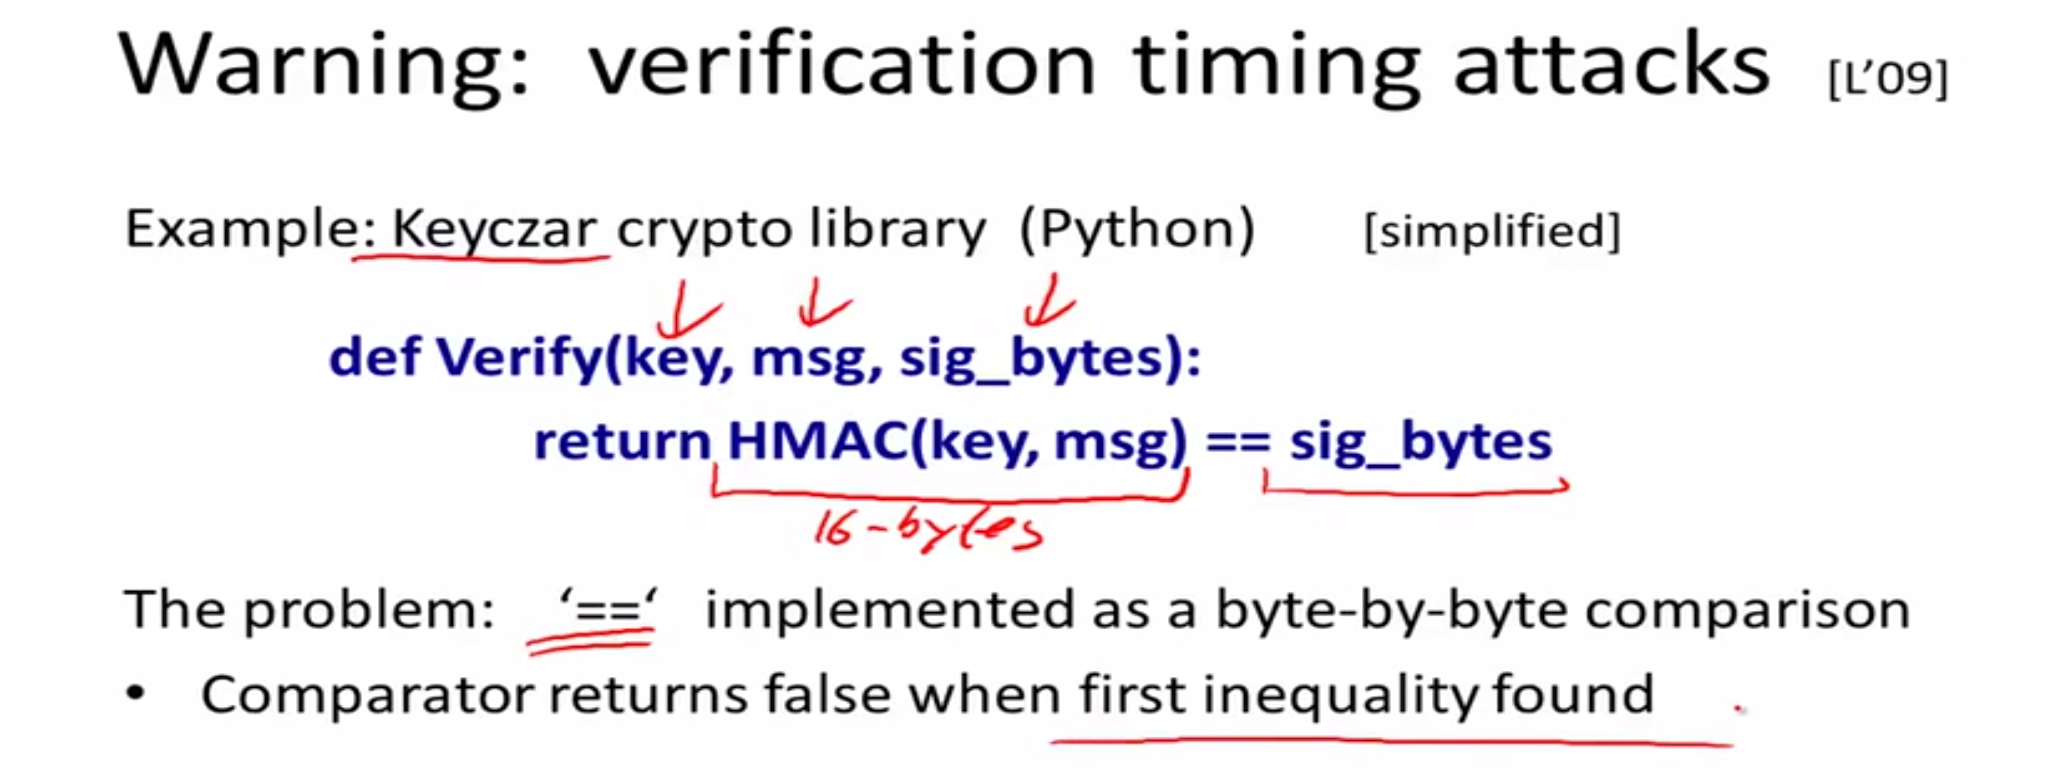 Warning: verification timing attacks [L’09]
Example: Keyczar crypto library (Python) [simplified]
def Verify(key, msg, sig_bytes):
return HMAC(key, msg) == sig_bytes
16-bytes
The problem: ‘==‘ implemented as a byte-by-byte comparison
• Comparator returns false when first inequality found